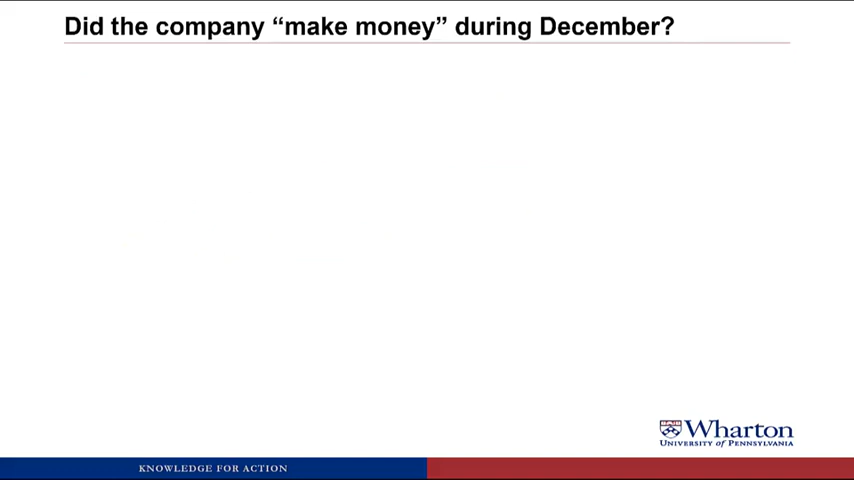 Did the company “make money” during December?
Wharton
UNIVERSITY of PENNSYLVANIA
KNOWLEDGE FOR ACTION